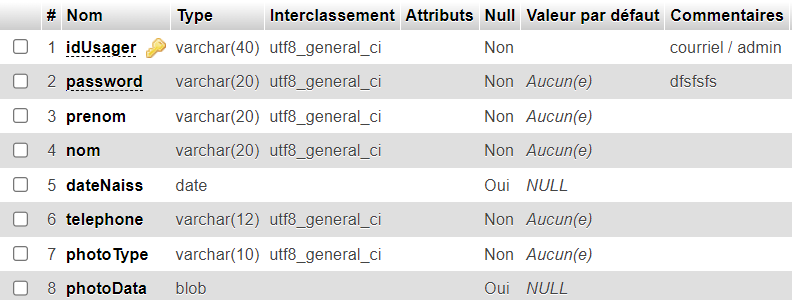 # Nom Type Interclassement Attributs Null Valeur par défaut Commentaires
1 idUsager varchar(40) utf8_general_ci Non courriel / admin
2 password varchar(20) utf8_general_ci Non Aucun(e) dfsfsfs
3 prenom varchar(20) utf8_general_ci Non Aucun(e)
4 nom varchar(20) utf8_general_ci Non Aucun(e)
5 dateNaiss date Oui NULL
6 telephone varchar(12) utf8_general_ci Non Aucun(e)
7 photoType varchar(10) utf8_general_ci Non Aucun(e)
8 photoData blob Oui NULL